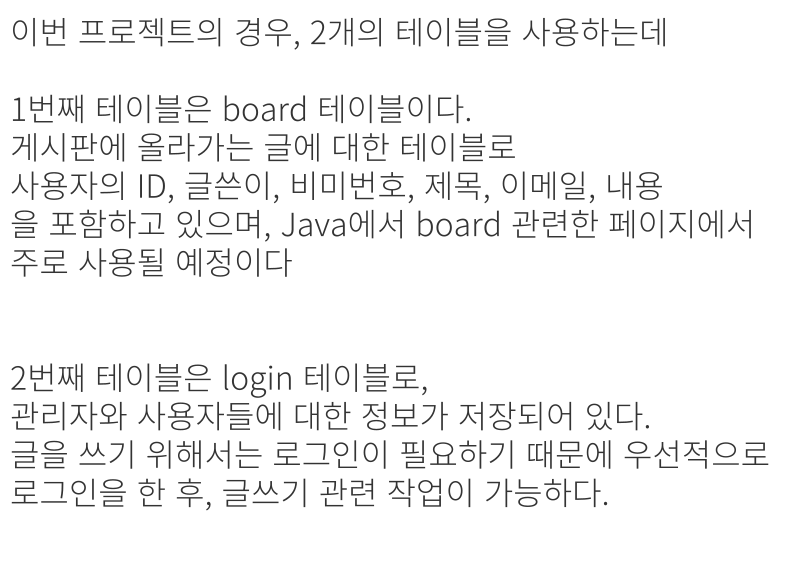 이번 프로젝트의 경우, 2개의 테이블을 사용하는데
1번째 테이블은 board 테이블이다.
게시판에 올라가는 글에 대한 테이블로
사용자의 ID, 글쓴이, 비미번호, 제목, 이메일, 내용
을 포함하고 있으며, Java에서 board 관련한 페이지에서
주로 사용될 예정이다
2번째 테이블은 login 테이블로,
관리자와 사용자들에 대한 정보가 저장되어 있다.
글을 쓰기 위해서는 로그인이 필요하기 때문에 우선적으로
로그인을 한 후, 글쓰기 관련 작업이 가능하다.